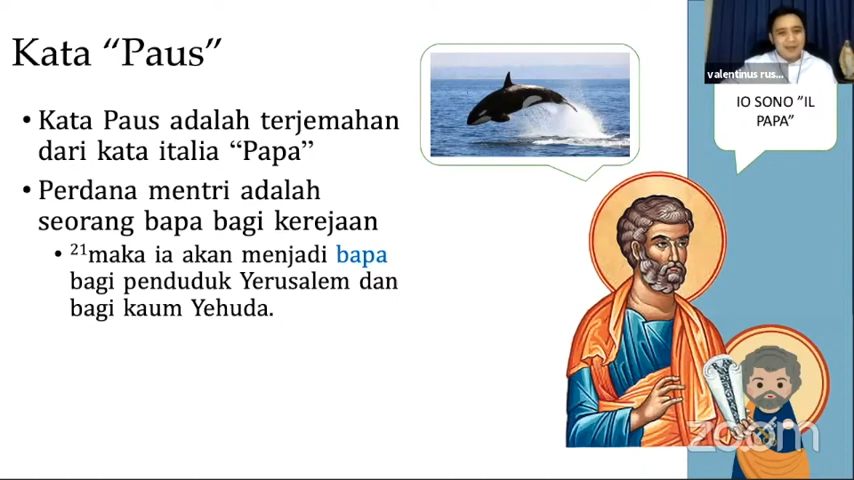 Kata “Paus”
• Kata Paus adalah terjemahan
dari kata italia “Papa”
• Perdana mentri adalah
seorang bapa bagi kerejaan
• 21maka ia akan menjadi bapa
bagi penduduk Yerusalem dan
bagi kaum Yehuda.
valentinus rus...
IO SONO ”IL
PAPA”
zoom